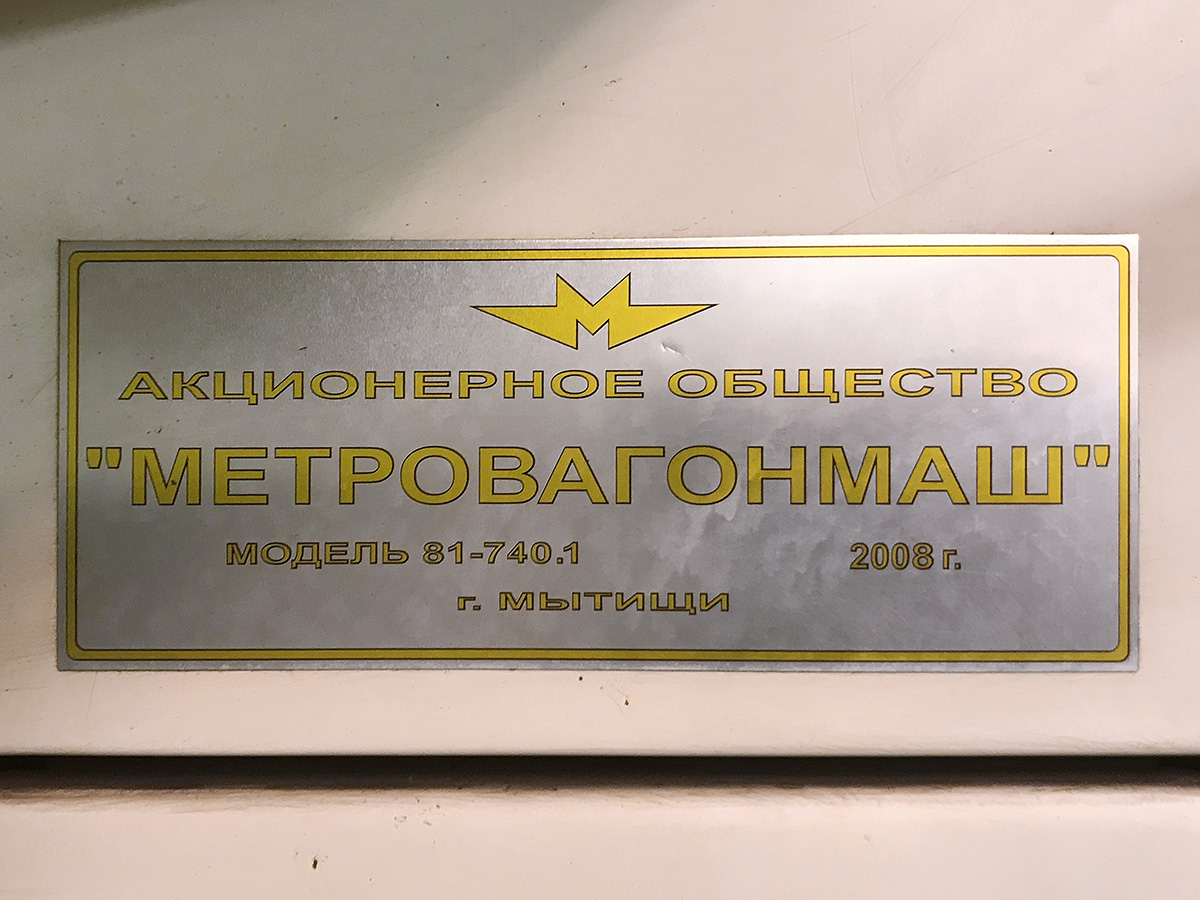 АКЦИОНЕРНОЕ ОБЩЕСТВО
"МЕТРОВАГОНМАШ"
МОДЕЛЬ 81-740.1 2008 г.
г. МЫТИЩИ